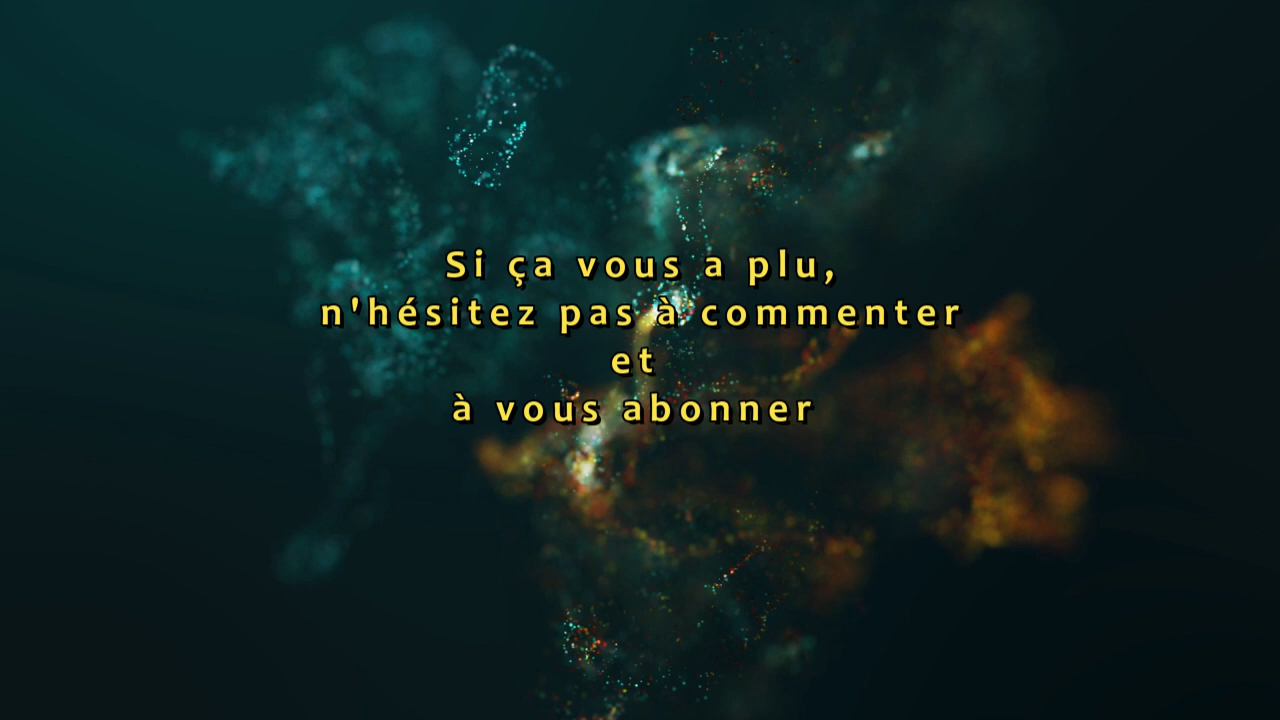 Si ça vous a plu,
n'hésitez pas à commenter
et
à vous abonner